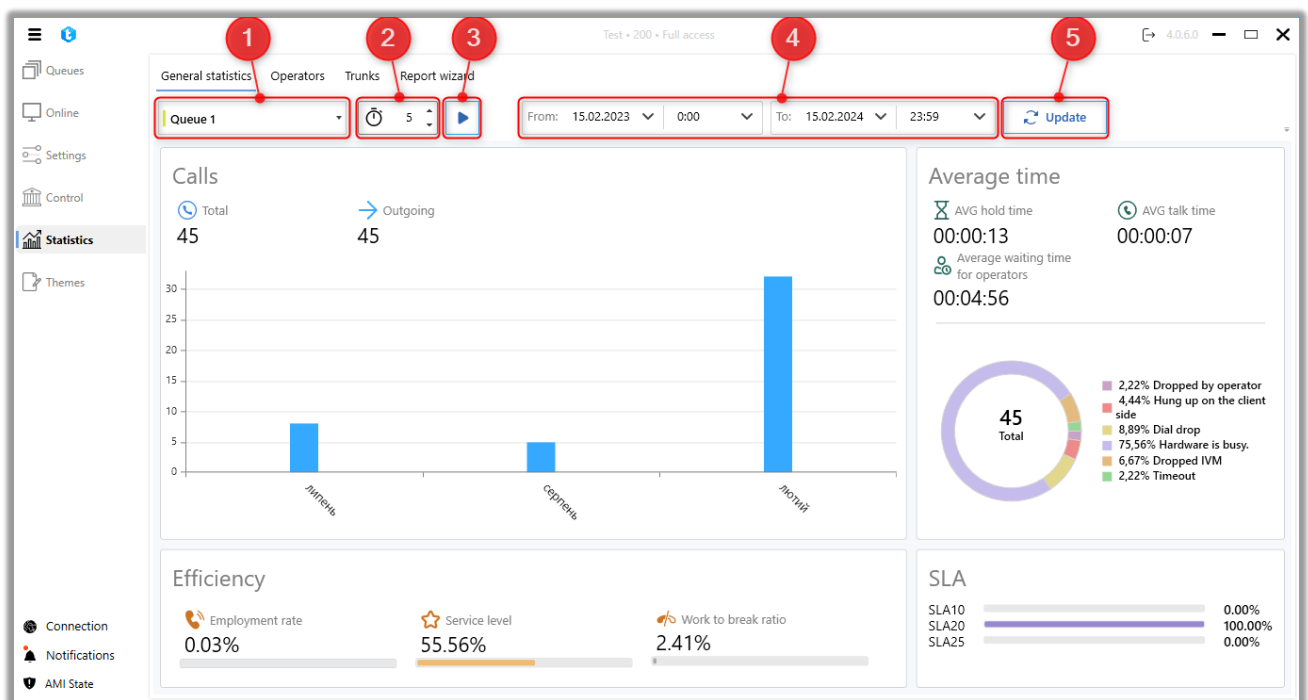 1
2
3
4
5
Test • 200 • Full access
4.0.6.0
Queues
Online
Settings
Control
Statistics
Themes
Connection
Notifications
AMI State
General statistics Operators Trunks Report wizard
Queue 1
5
From: 15.02.2023 0:00
To: 15.02.2024 23:59
Update
Calls
Total
45
Outgoing
45
30
25
20
15
10
5
0
липень
серпень
лютий
Average time
AVG hold time
00:00:13
AVG talk time
00:00:07
Average waiting time
for operators
00:04:56
45
Total
2,22% Dropped by operator
4,44% Hung up on the client
side
8,89% Dial drop
75,56% Hardware is busy.
6,67% Dropped IVM
2,22% Timeout
Efficiency
Employment rate
0.03%
Service level
55.56%
Work to break ratio
2.41%
SLA
SLA10 0.00%
SLA20 100.00%
SLA25 0.00%